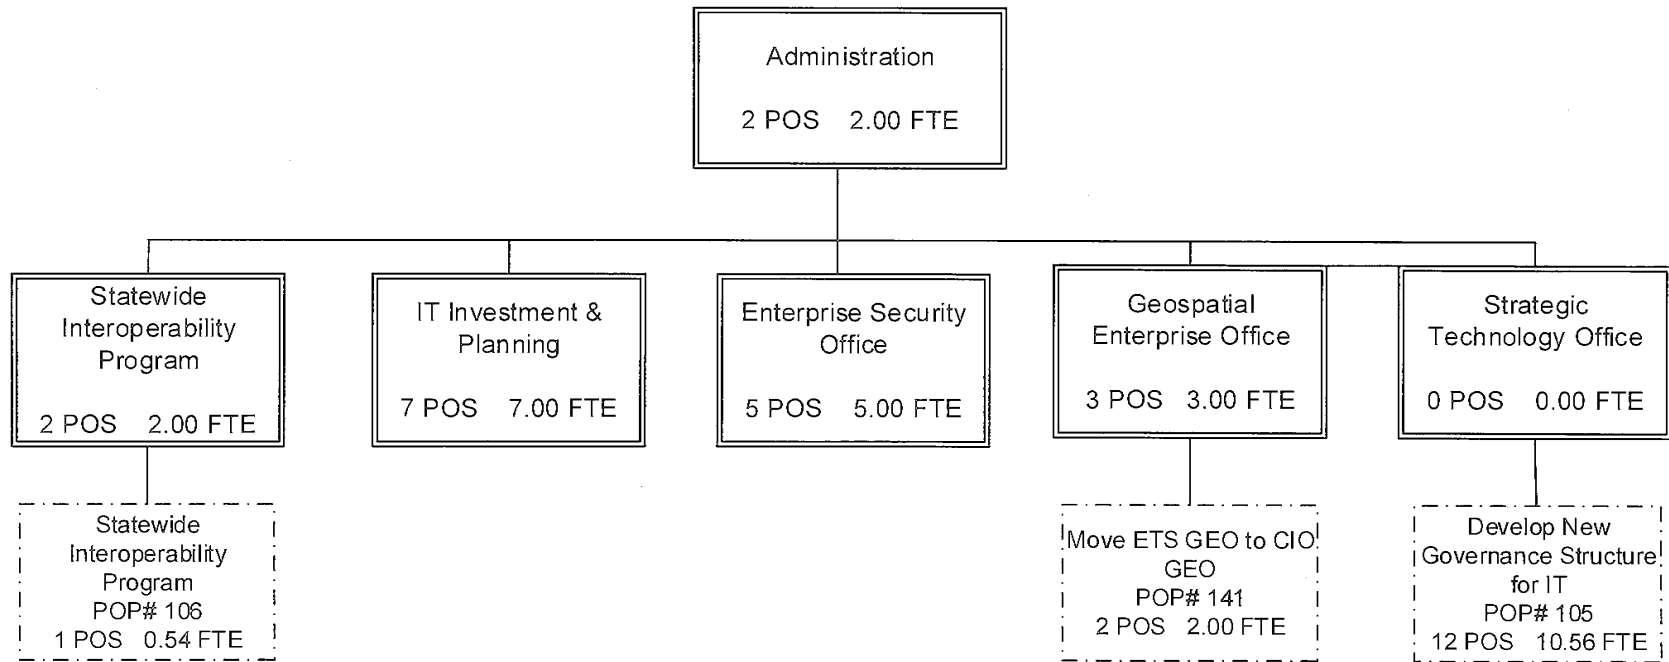 Administration
2 POS 2.00 FTE
Statewide
Interoperability
Program
2 POS 2.00 FTE
IT Investment &
Planning
7 POS 7.00 FTE
Enterprise Security
Office
5 POS 5.00 FTE
Geospatial
Enterprise Office
3 POS 3.00 FTE
Strategic
Technology Office
0 POS 0.00 FTE
Statewide
Interoperability
Program
POP# 106
1 POS 0.54 FTE
Move ETS GEO to CIO
GEO
POP# 141
2 POS 2.00 FTE
Develop New
Governance Structure
for IT
POP# 105
12 POS 10.56 FTE